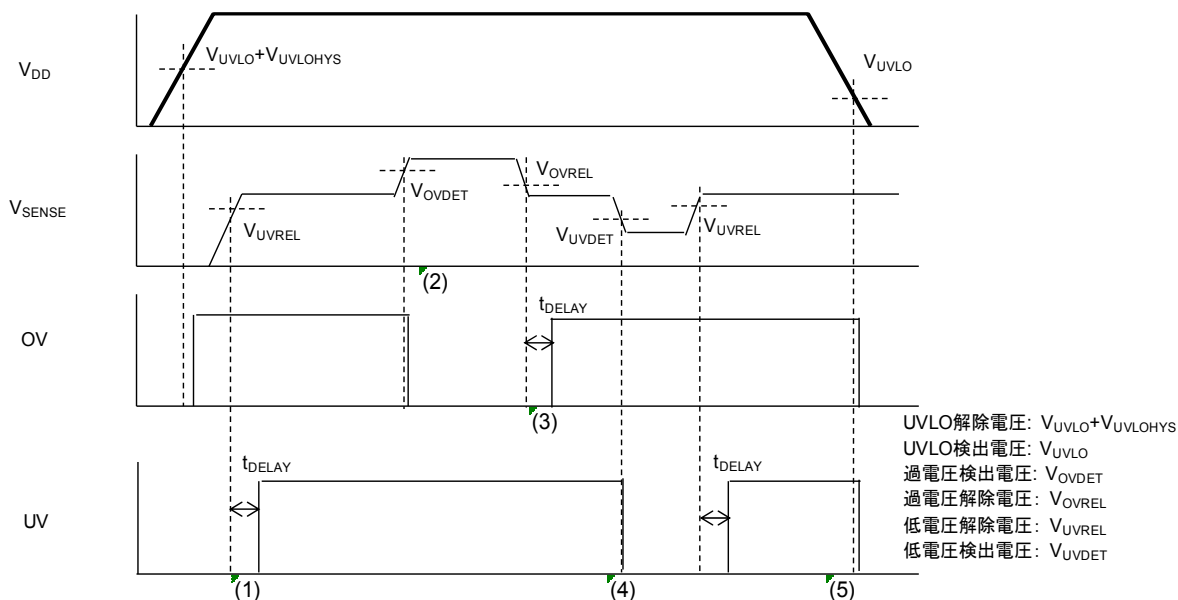 VUVLO+VUVLOHYS
VUVLO
VDD
VOVREL
VOVDET
VSENSE
VUVREL
VUVDET
VUVREL
(2)
tDELAY
OV
(3)
UVLO解除電圧: VUVLO+VUVLOHYS
UVLO検出電圧: VUVLO
過電圧検出電圧: VOVDET
過電圧解除電圧: VOVREL
低電圧解除電圧: VUVREL
低電圧検出電圧: VUVDET
tDELAY
tDELAY
UV
(1)
(4)
(5)